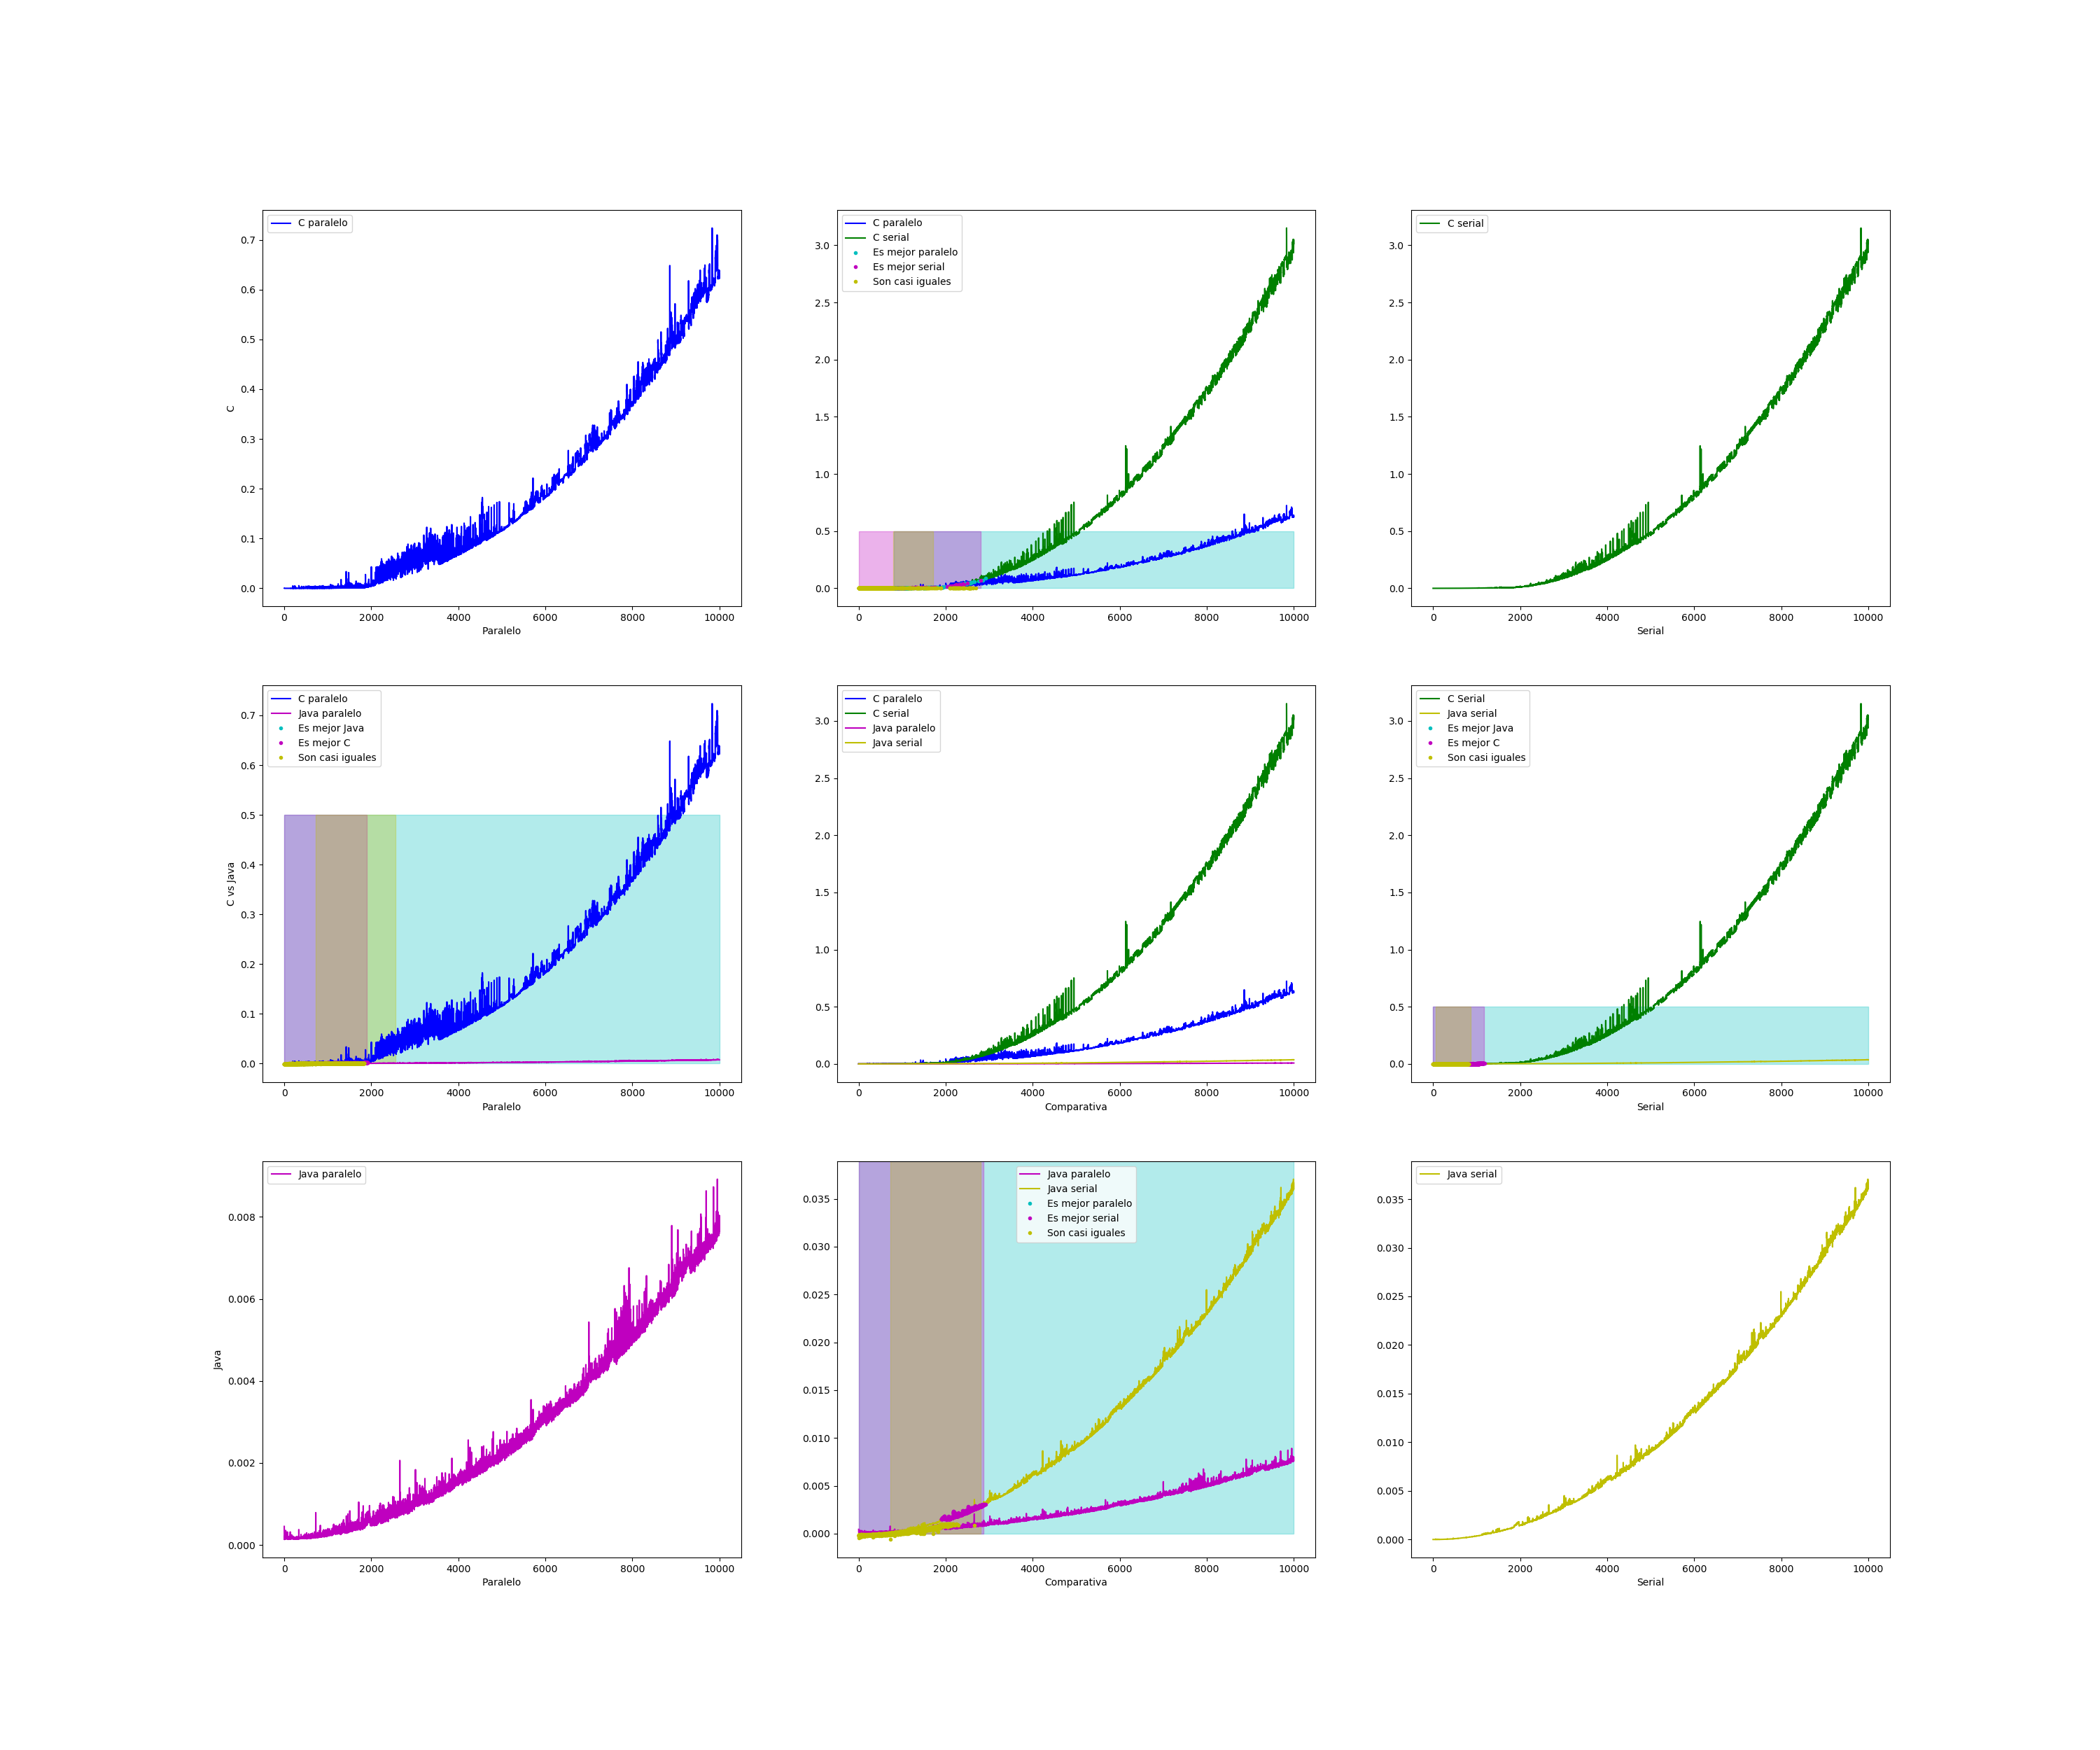 C paralelo
0.7
0.6
0.5
0.4
0.3
0.2
0.1
0.0
C
0 2000 4000 6000 8000 10000
Paralelo
C paralelo
C serial
Es mejor paralelo
Es mejor serial
Son casi iguales
3.0
2.5
2.0
1.5
1.0
0.5
0.0
0 2000 4000 6000 8000 10000
C serial
3.0
2.5
2.0
1.5
1.0
0.5
0.0
0 2000 4000 6000 8000 10000
Serial
C paralelo
Java paralelo
Es mejor Java
Es mejor C
Son casi iguales
0.7
0.6
0.5
0.4
0.3
0.2
0.1
0.0
C vs Java
0 2000 4000 6000 8000 10000
Paralelo
C paralelo
C serial
Java paralelo
Java serial
3.0
2.5
2.0
1.5
1.0
0.5
0.0
0 2000 4000 6000 8000 10000
Comparativa
C Serial
Java serial
Es mejor Java
Es mejor C
Son casi iguales
3.0
2.5
2.0
1.5
1.0
0.5
0.0
0 2000 4000 6000 8000 10000
Serial
Java paralelo
0.008
0.006
0.004
0.002
0.000
Java
0 2000 4000 6000 8000 10000
Paralelo
Java paralelo
Java serial
Es mejor paralelo
Es mejor serial
Son casi iguales
0.035
0.030
0.025
0.020
0.015
0.010
0.005
0.000
0 2000 4000 6000 8000 10000
Comparativa
Java serial
0.035
0.030
0.025
0.020
0.015
0.010
0.005
0.000
0 2000 4000 6000 8000 10000
Serial